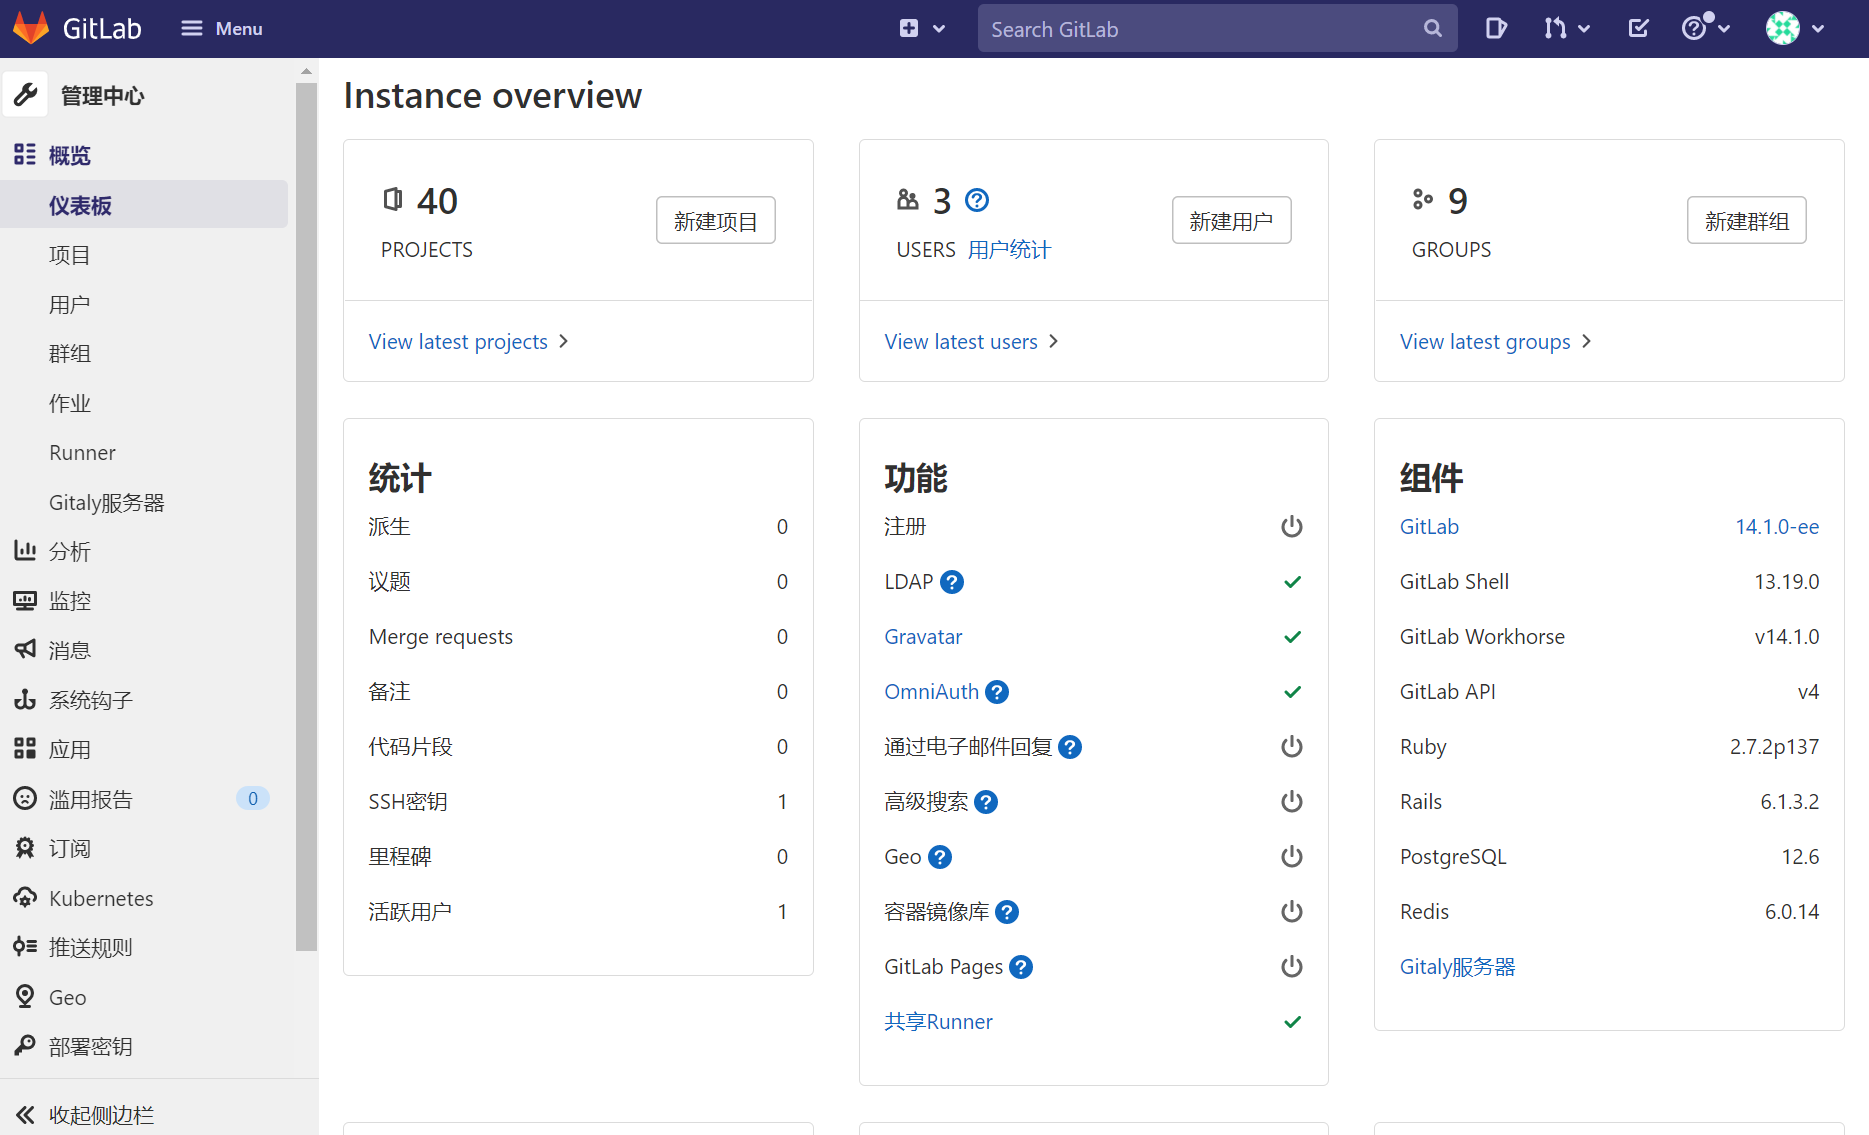 GitLab
Menu
Search GitLab
管理中心
概览
仪表板
项目
用户
群组
作业
Runner
Gitaly服务器
分析
监控
消息
系统钩子
应用
滥用报告 0
订阅
Kubernetes
推送规则
Geo
部署密钥
收起侧边栏
Instance overview
40
PROJECTS
新建项目
View latest projects
3
USERS 用户统计
新建用户
View latest users
9
GROUPS
新建群组
View latest groups
统计
派生 0
议题 0
Merge requests 0
备注 0
代码片段 0
SSH密钥 1
里程碑 0
活跃用户 1
功能
注册
LDAP ?
Gravatar
OmniAuth ?
通过电子邮件回复 ?
高级搜索 ?
Geo ?
容器镜像库 ?
GitLab Pages ?
共享Runner
组件
GitLab 14.1.0-ee
GitLab Shell 13.19.0
GitLab Workhorse v14.1.0
GitLab API v4
Ruby 2.7.2p137
Rails 6.1.3.2
PostgreSQL 12.6
Redis 6.0.14
Gitaly服务器